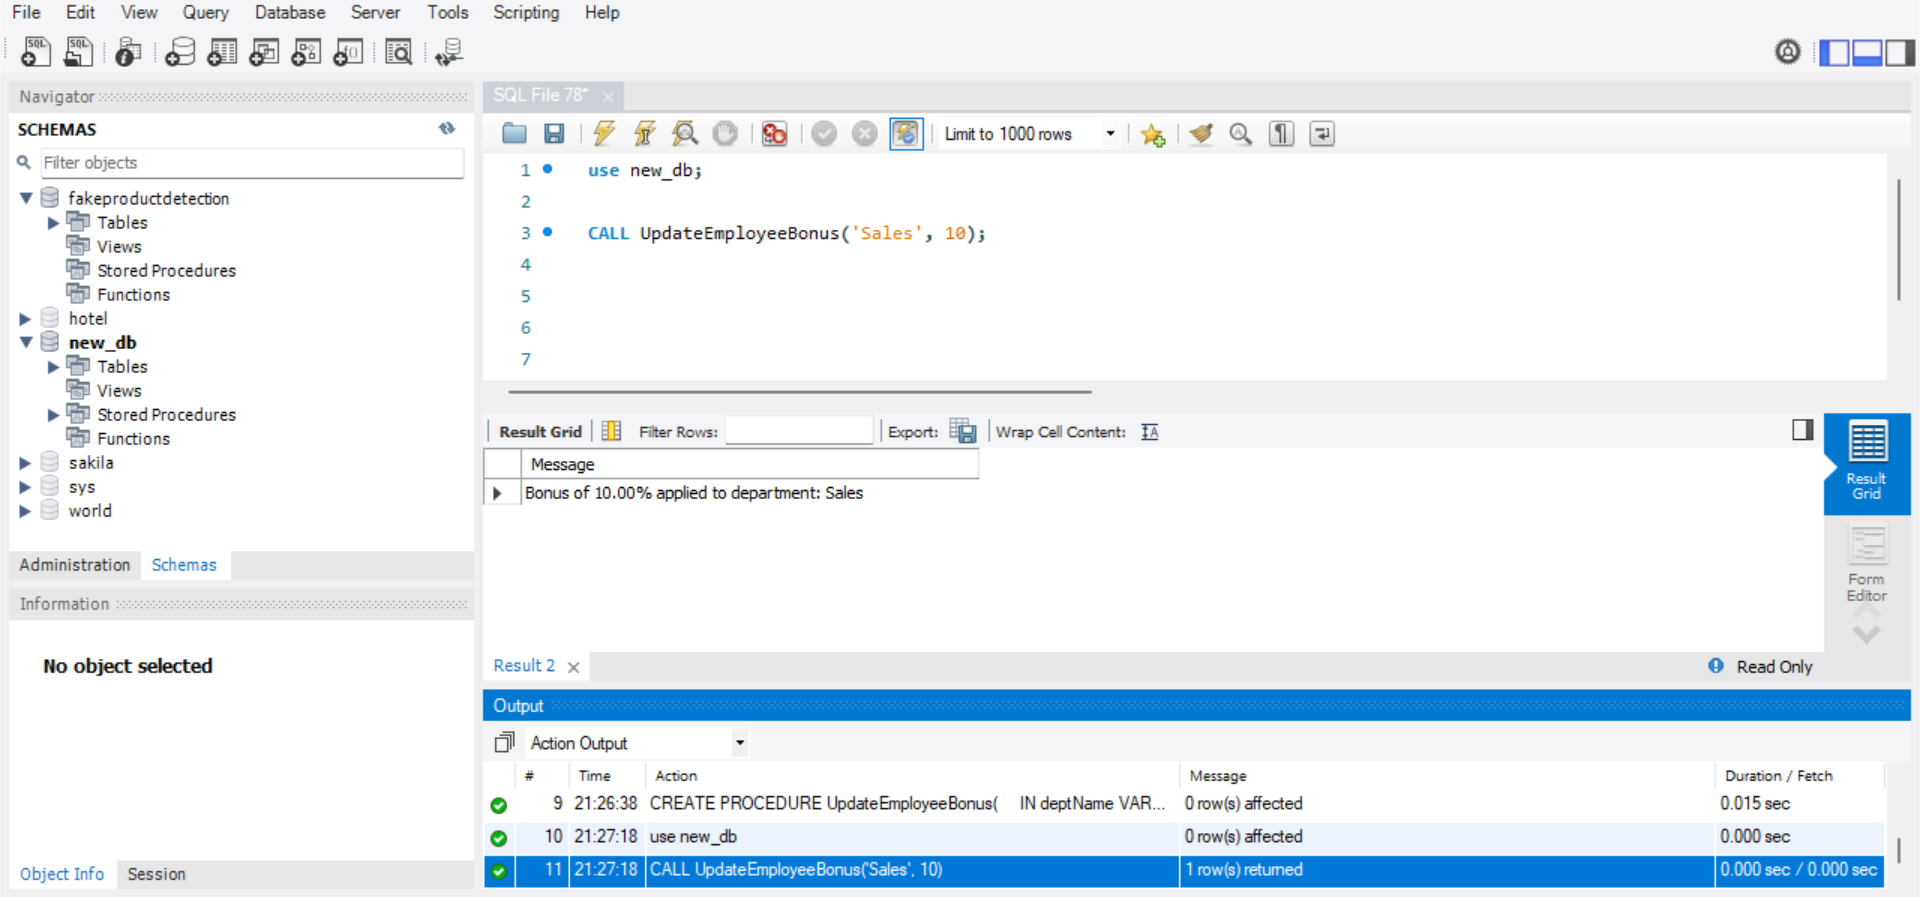 File Edit View Query Database Server Tools Scripting Help
SQL SQL
Navigator
SCHEMAS
Filter objects
fakeproductdetection
Tables
Views
Stored Procedures
Functions
hotel
new_db
Tables
Views
Stored Procedures
Functions
sakila
sys
world
Administration Schemas
Information
No object selected
Object Info Session
SQL File 78*
Limit to 1000 rows
1 use new_db;
2
3 CALL UpdateEmployeeBonus('Sales', 10);
4
5
6
7
Result Grid Filter Rows: Export: Wrap Cell Content:
Message
Bonus of 10.00% applied to department: Sales
Result
Grid
Form
Editor
Result 2 Read Only
Output
Action Output
# Time Action Message Duration / Fetch
9 21:26:38 CREATE PROCEDURE UpdateEmployeeBonus( IN deptName VAR... 0 row(s) affected 0.015 sec
10 21:27:18 use new_db 0 row(s) affected 0.000 sec
11 21:27:18 CALL UpdateEmployeeBonus('Sales', 10) 1 row(s) returned 0.000 sec / 0.000 sec